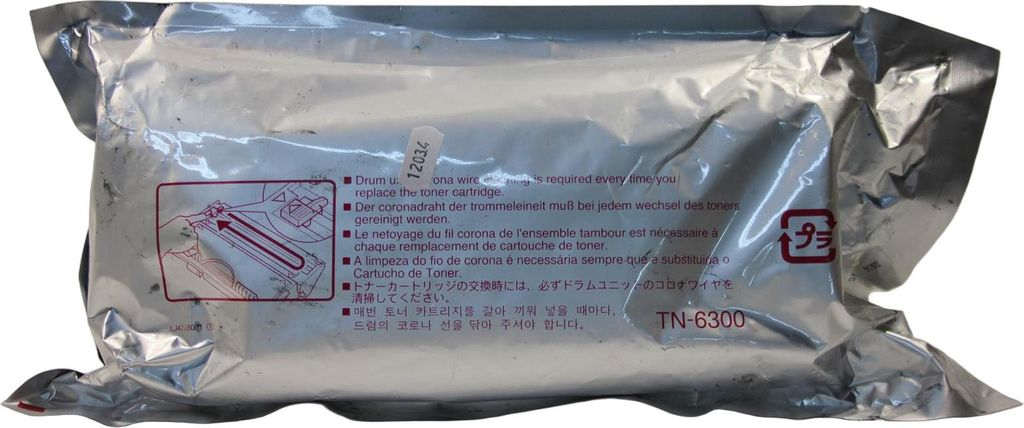 12034
■ Drum corona wire is required every time you
replace the toner cartridge.
■ Der coronadraht der trommeleineit muß bei jedem wechsel des toners
gereinigt werden.
■ Le netoyage du fil corona de l'ensemble tambour est nécessaire à
chaque remplacement de cartouche de toner.
■ A limpeza do fio de corona é necessária sempre que é substituina o
Cartucho de Toner.
■ トナーカートリッジの交換時には、必ずドラムユニットのコロナワイヤを
清掃してください。
■ 매번 토너 카트리지를 갈아 끼워 넣을 때마다,
드럼의 코로나 선을 닦아 주셔야 합니다.
プラ
TN-6300